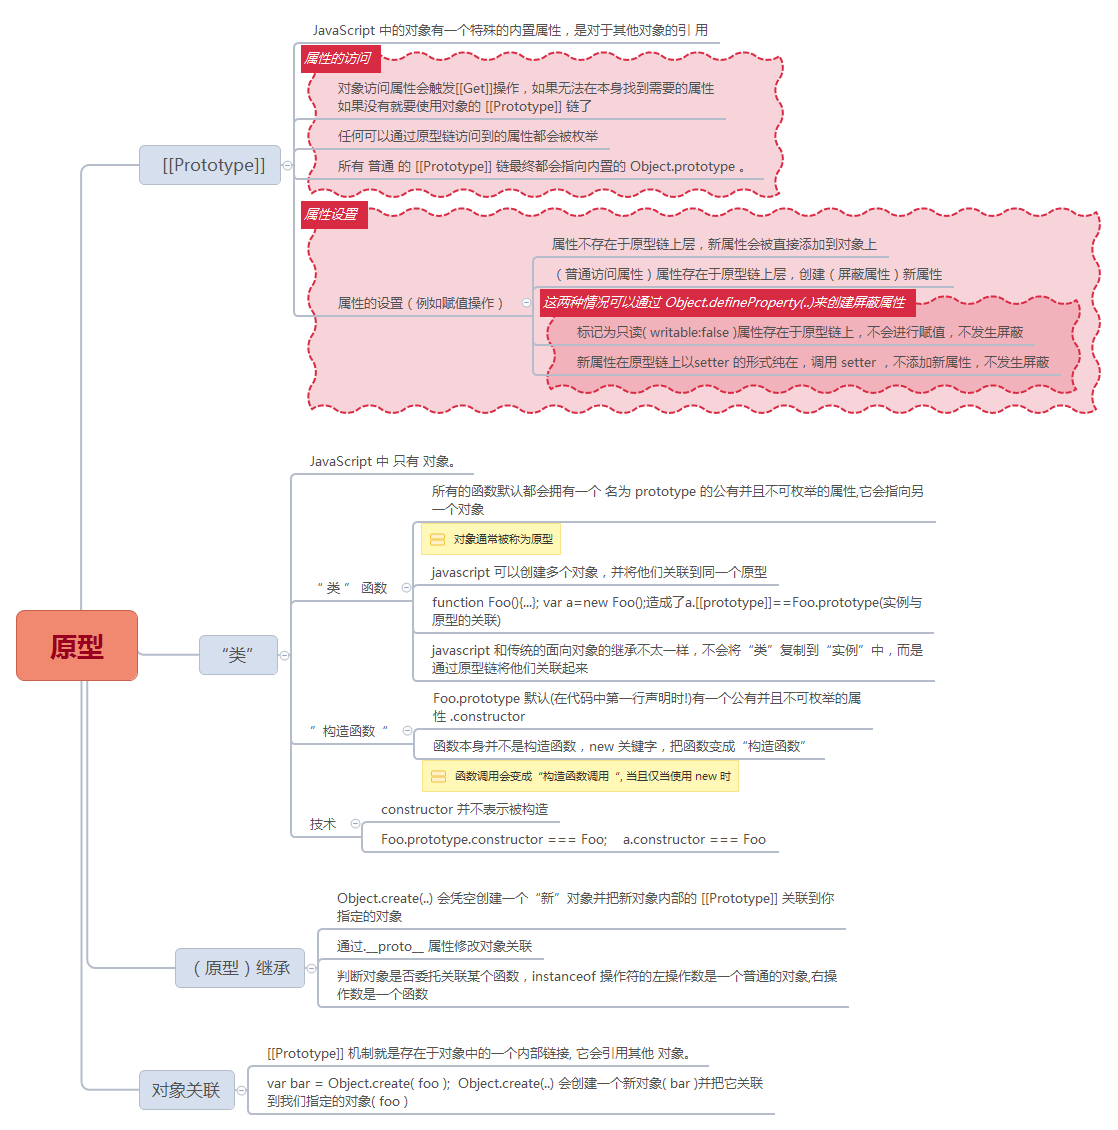 JavaScript 中的对象有一个特殊的内置属性，是对于其他对象的引 用
属性的访问
对象访问属性会触发[[Get]]操作，如果无法在本身找到需要的属性
如果没有就要使用对象的 [[Prototype]] 链了
任何可以通过原型链访问到的属性都会被枚举
[[Prototype]]
所有 普通 的 [[Prototype]] 链最终都会指向内置的 Object.prototype 。
属性设置
属性不存在于原型链上层，新属性会被直接添加到对象上
（普通访问属性）属性存在于原型链上层，创建（屏蔽属性）新属性
属性的设置（例如赋值操作）
这两种情况可以通过 Object.defineProperty(..)来创建屏蔽属性
标记为只读( writable:false )属性存在于原型链上，不会进行赋值，不发生屏蔽
新属性在原型链上以setter 的形式纯在，调用 setter ，不添加新属性，不发生屏蔽
JavaScript 中 只有 对象。
所有的函数默认都会拥有一个 名为 prototype 的公有并且不可枚举的属性,它会指向另
一个对象
对象通常被称为原型
“ 类 ” 函数
javascript 可以创建多个对象，并将他们关联到同一个原型
function Foo(){...}; var a=new Foo();造成了a.[[prototype]]==Foo.prototype(实例与
原型的关联)
原型
“类”
javascript 和传统的面向对象的继承不太一样，不会将“类”复制到“实例”中，而是
通过原型链将他们关联起来
Foo.prototype 默认(在代码中第一行声明时!)有一个公有并且不可枚举的属
性 .constructor
” 构造函数 “
函数本身并不是构造函数，new 关键字，把函数变成“构造函数”
函数调用会变成“构造函数调用“, 当且仅当使用 new 时
constructor 并不表示被构造
技术
Foo.prototype.constructor === Foo; a.constructor === Foo
Object.create(..) 会凭空创建一个“新”对象并把新对象内部的 [[Prototype]] 关联到你
指定的对象
通过.__proto__ 属性修改对象关联
（原型）继承
判断对象是否委托关联某个函数，instanceof 操作符的左操作数是一个普通的对象,右操
作数是一个函数
[[Prototype]] 机制就是存在于对象中的一个内部链接, 它会引用其他 对象。
对象关联
var bar = Object.create( foo ); Object.create(..) 会创建一个新对象( bar )并把它关联
到我们指定的对象( foo )